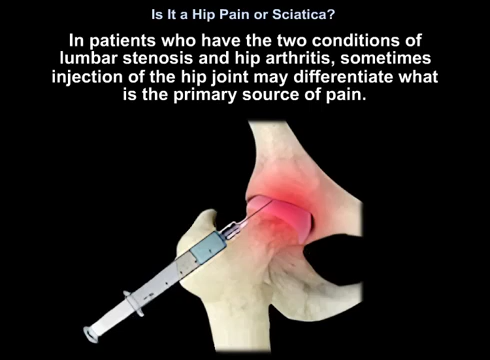 Is It a Hip Pain or Sciatica?
In patients who have the two conditions of
lumbar stenosis and hip arthritis, sometimes
injection of the hip joint may differentiate what
is the primary source of pain.